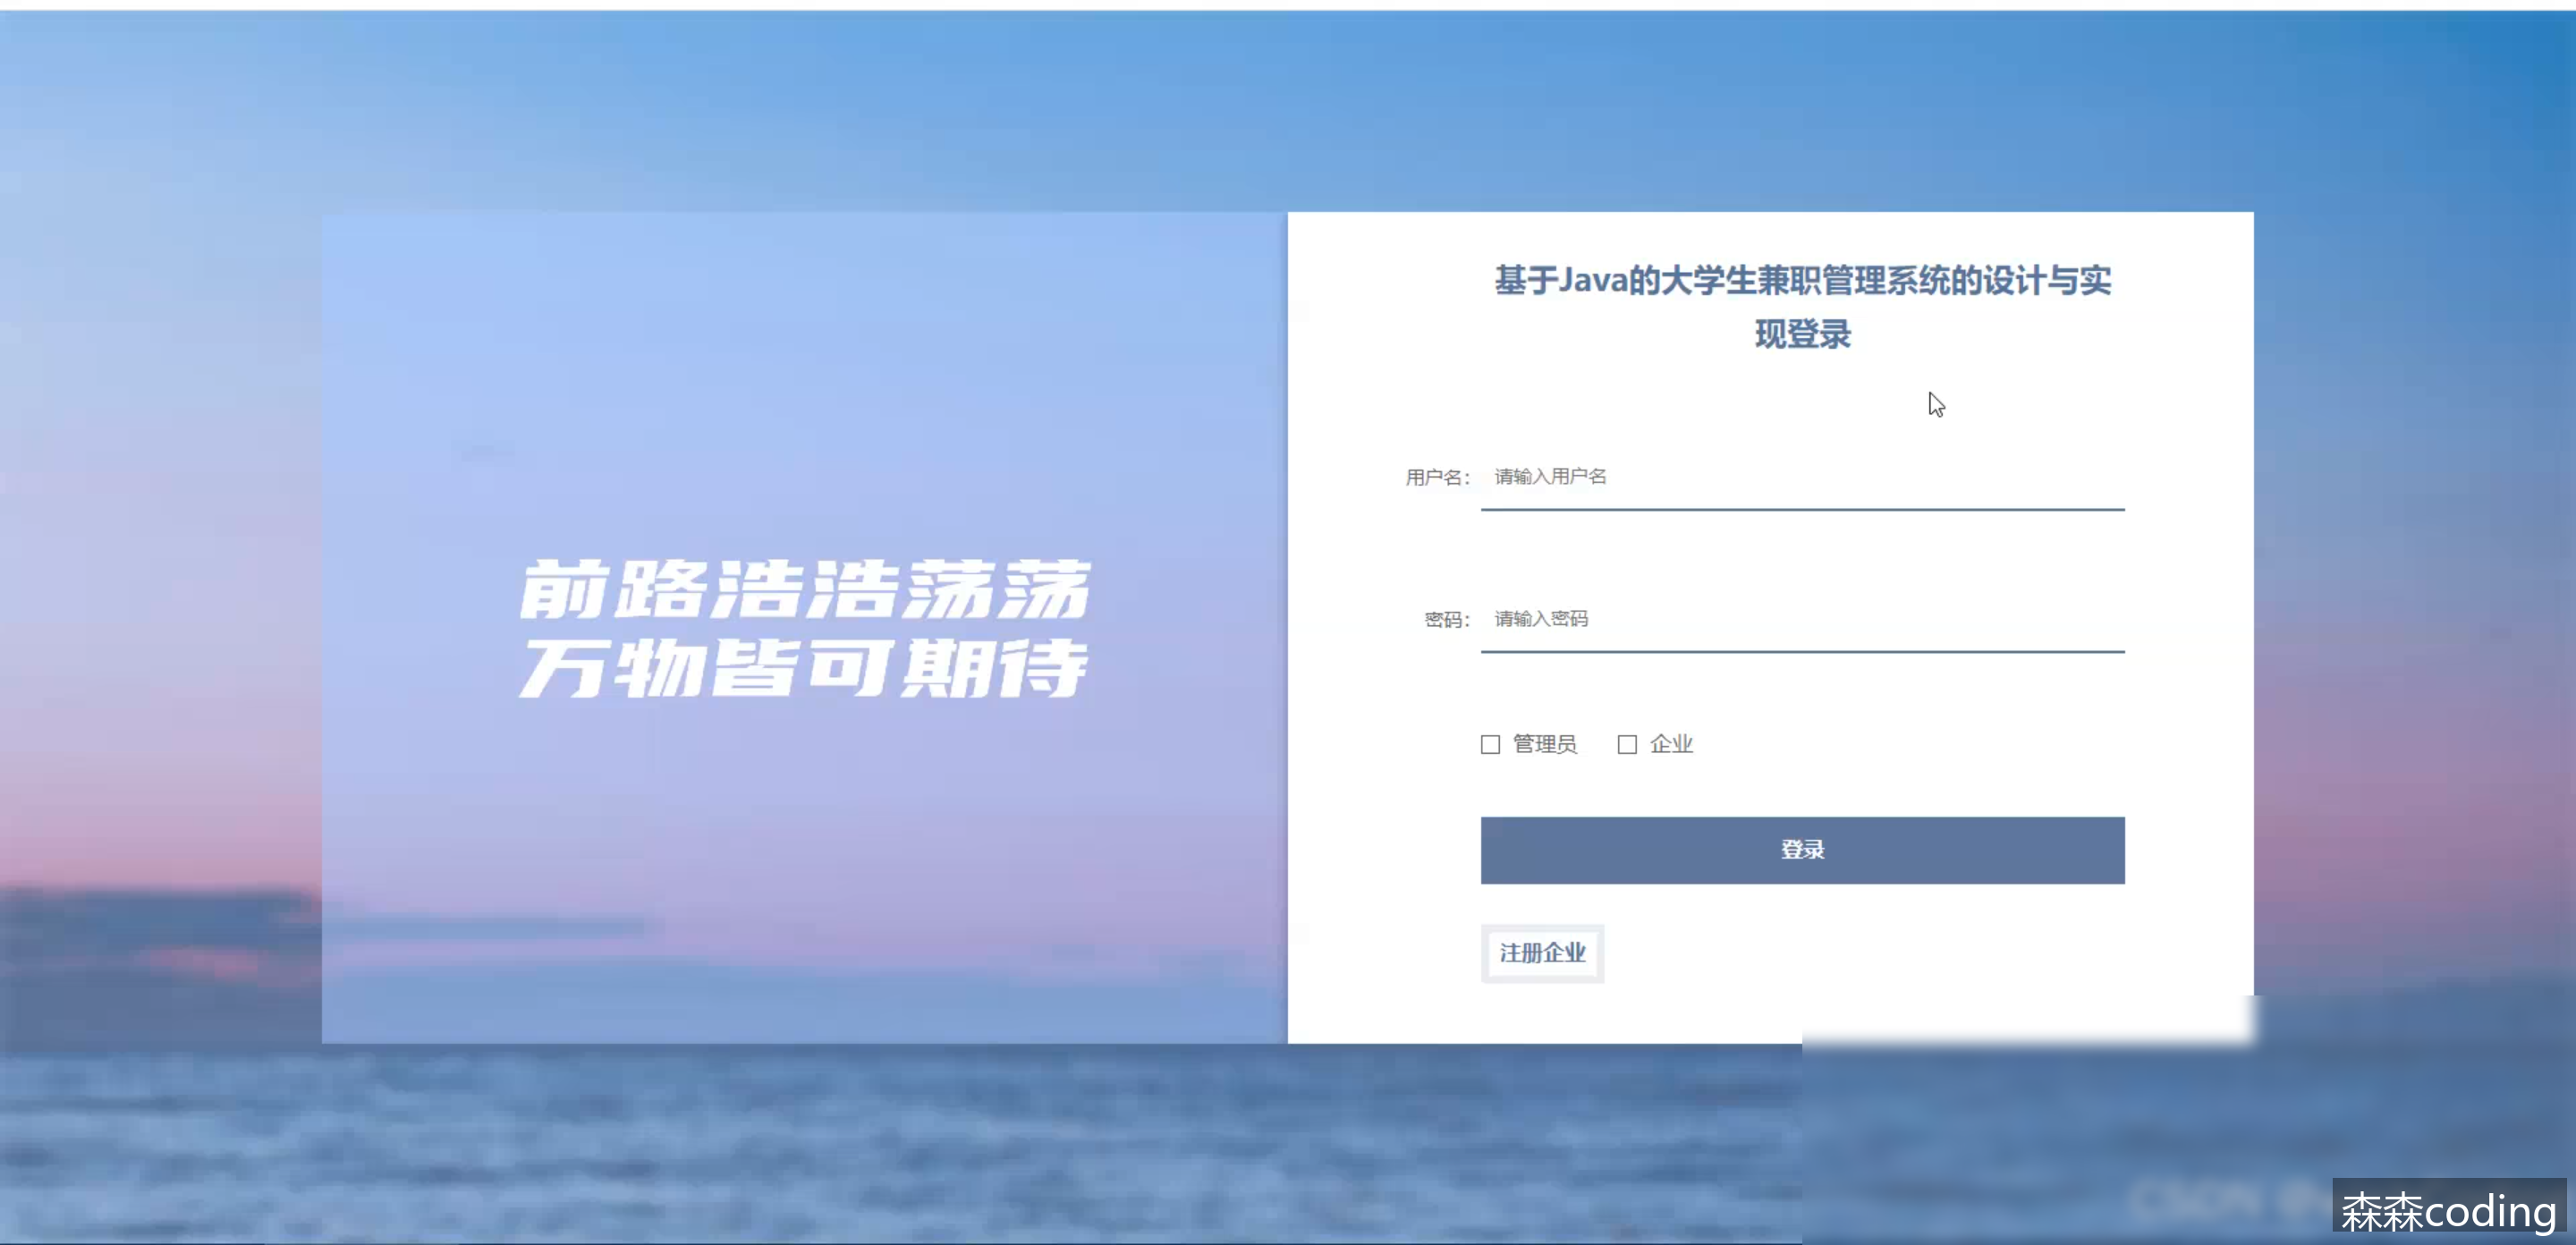 前路浩浩荡荡
万物皆可期待
基于Java的大学生兼职管理系统的设计与实
现登录
用户名： 请输入用户名
密码： 请输入密码
管理员 企业
登录
注册企业
CSDN
森森coding